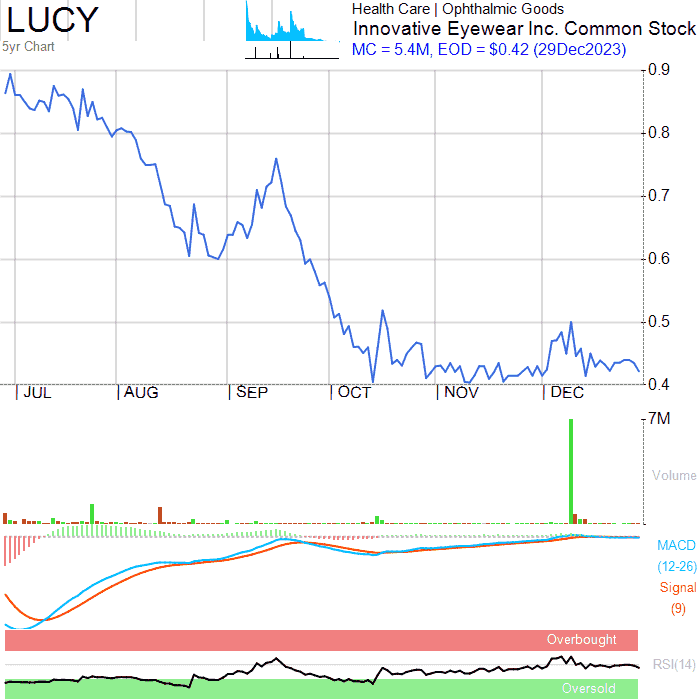 LUCY
5yr Chart
Health Care | Ophthalmic Goods
Innovative Eyewear Inc. Common Stock
MC = 5.4M, EOD = $0.42 (29Dec2023)
0.9
0.8
0.7
0.6
0.5
0.4
JUL AUG SEP OCT NOV DEC
7M
Volume
MACD
(12-26)
Signal
(9)
Overbought
RSI(14)
Oversold